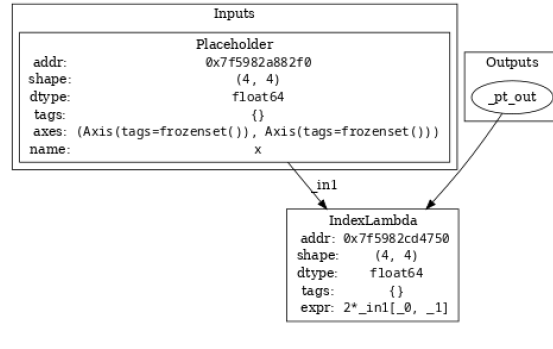 Inputs
Placeholder
addr: 0x7f5982a882f0
shape: (4, 4)
dtype: float64
tags: {}
axes: (Axis(tags=frozenset()), Axis(tags=frozenset()))
name: x
Outputs
_pt_out
_in1
IndexLambda
addr: 0x7f5982cd4750
shape: (4, 4)
dtype: float64
tags: {}
expr: 2*_in1[_0, _1]